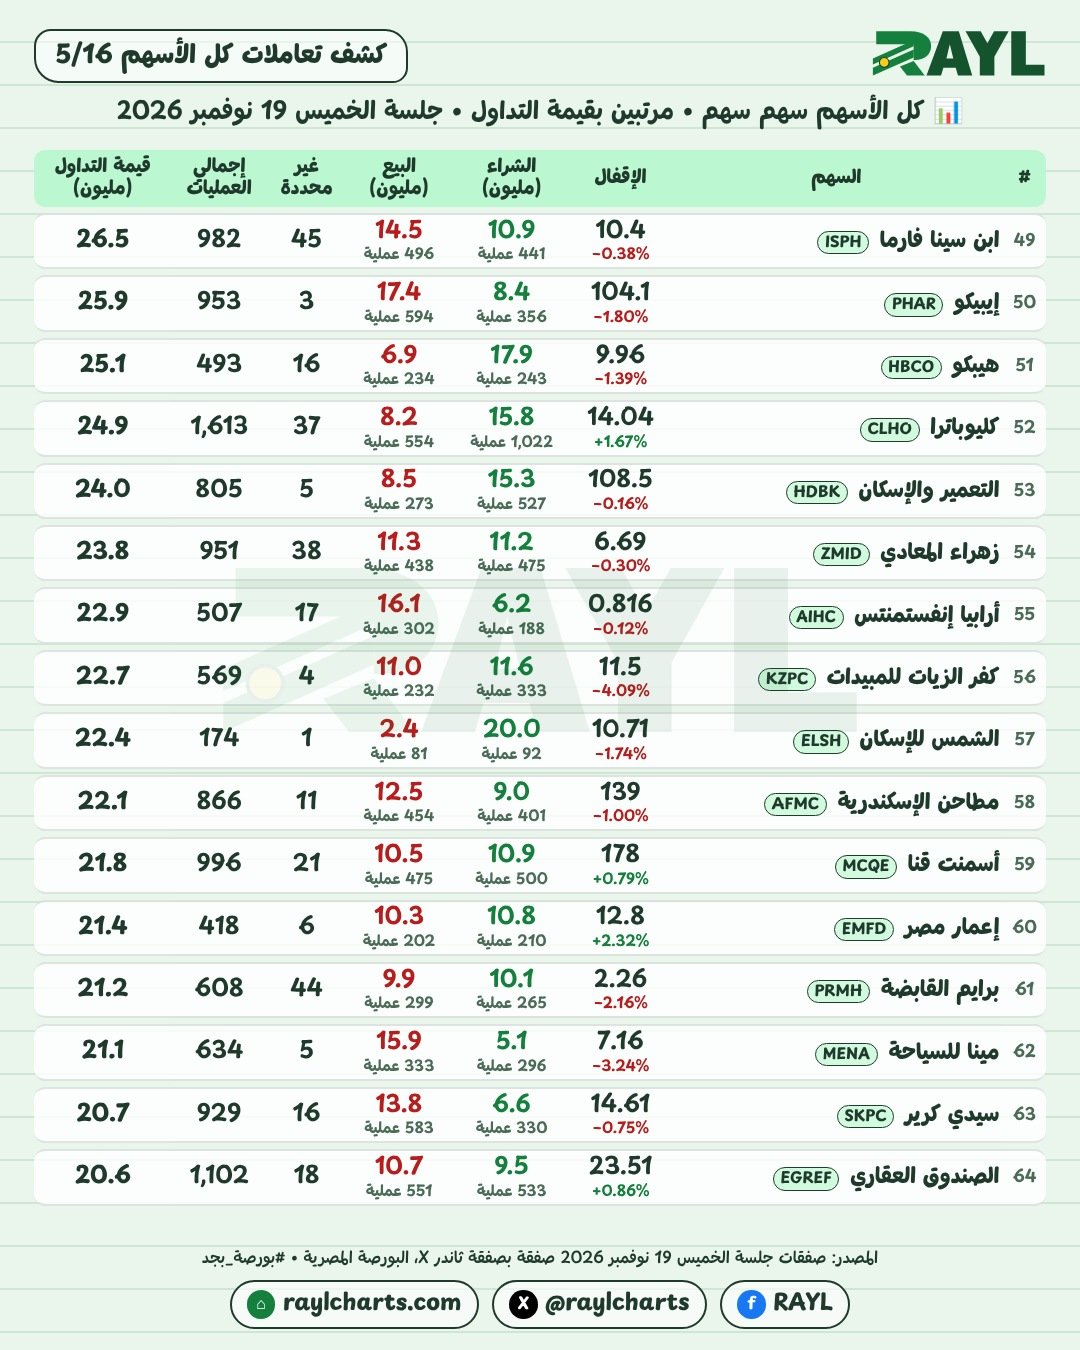 RAYL
كشف تعاملات كل الأسهم 5/16
📊 كل الأسهم سهم سهم • مرتبين بقيمة التداول • جلسة الخميس 19 نوفمبر 2026
# السهم الإقفال الشراء (مليون) البيع (مليون) غير محددة إجمالي العمليات قيمة التداول (مليون)
49 ابن سينا فارما ISPH 10.4 10.9 14.5 45 982 26.5
−0.38% 441 عملية 496 عملية
50 إيبيكو PHAR 104.1 8.4 17.4 3 953 25.9
−1.80% 356 عملية 594 عملية
51 هيبكو HBCO 9.96 17.9 6.9 16 493 25.1
−1.39% 243 عملية 234 عملية
52 كليوباترا CLHO 14.04 15.8 8.2 37 1,613 24.9
+1.67% 1,022 عملية 554 عملية
53 التعمير والإسكان HDBK 108.5 15.3 8.5 5 805 24.0
−0.16% 527 عملية 273 عملية
54 زهراء المعادي ZMID 6.69 11.2 11.3 38 951 23.8
−0.30% 475 عملية 438 عملية
55 أرابيا إنفستمنتس AIHC 0.816 6.2 16.1 17 507 22.9
−0.12% 188 عملية 302 عملية
56 كفر الزيات للمبيدات KZPC 11.5 11.6 11.0 4 569 22.7
−4.09% 333 عملية 232 عملية
57 الشمس للإسكان ELSH 10.71 20.0 2.4 1 174 22.4
−1.74% 92 عملية 81 عملية
58 مطاحن الإسكندرية AFMC 139 9.0 12.5 11 866 22.1
−1.00% 401 عملية 454 عملية
59 أسمنت قنا MCQE 178 10.9 10.5 21 996 21.8
+0.79% 500 عملية 475 عملية
60 إعمار مصر EMFD 12.8 10.8 10.3 6 418 21.4
+2.32% 210 عملية 202 عملية
61 برايم القابضة PRMH 2.26 10.1 9.9 44 608 21.2
−2.16% 265 عملية 299 عملية
62 مينا للسياحة MENA 7.16 5.1 15.9 5 634 21.1
−3.24% 296 عملية 333 عملية
63 سيدي كرير SKPC 14.61 6.6 13.8 16 929 20.7
−0.75% 330 عملية 583 عملية
64 الصندوق العقاري EGREF 23.51 9.5 10.7 18 1,102 20.6
+0.86% 533 عملية 551 عملية
RAYL
المصدر: صفقات جلسة الخميس 19 نوفمبر 2026 صفقة بصفقة ثاندر X، البورصة المصرية • #بورصة_بجد
raylcharts.com @raylcharts RAYL